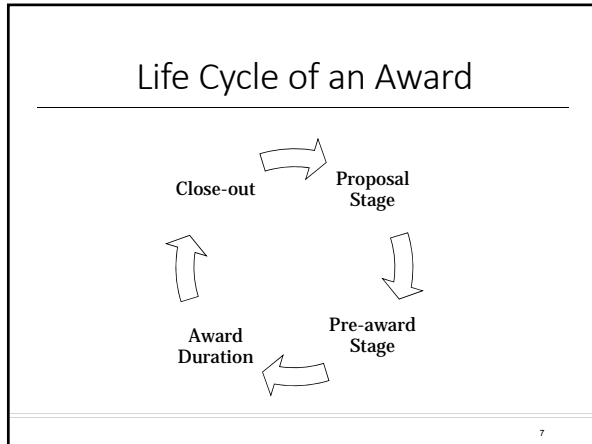 Life Cycle of an Award
Close-out
Proposal
Stage
Pre-award
Stage
Award
Duration
7